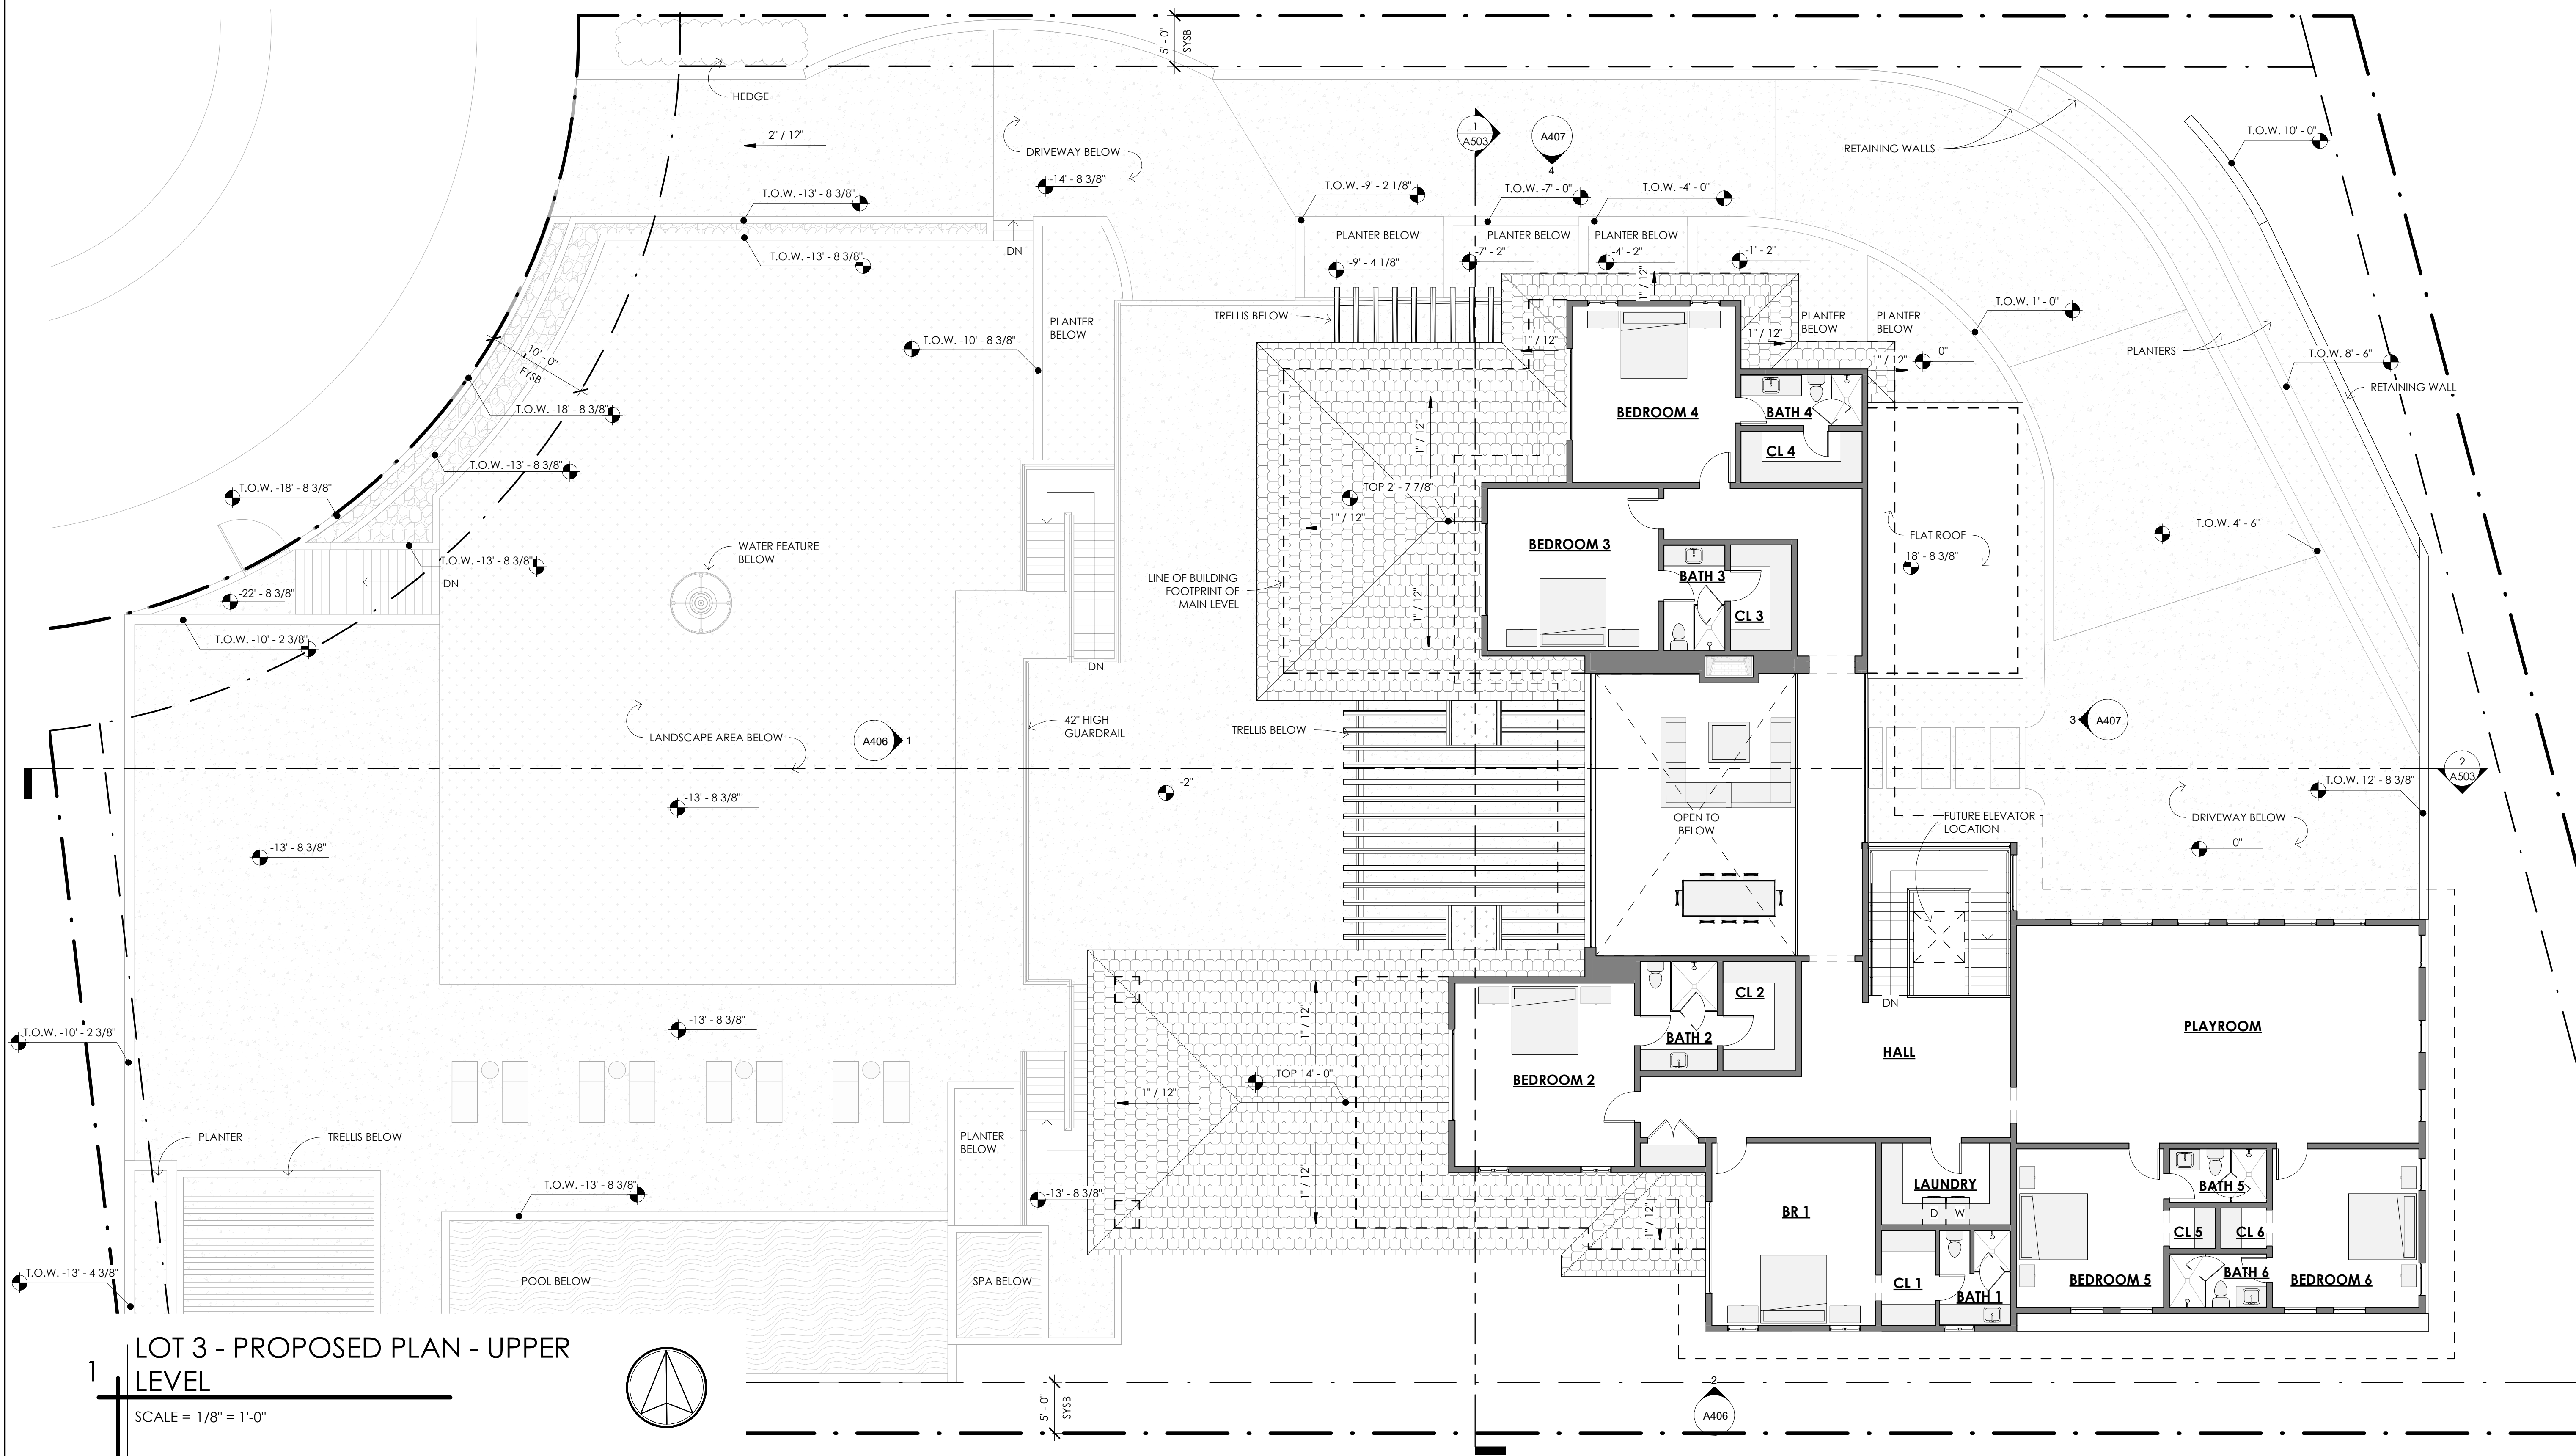 5' - 0"
SYSB
HEDGE
2" / 12"
DRIVEWAY BELOW
-14' - 8 3/8"
1
A503
A407
4
RETAINING WALLS
T.O.W. 10' - 0"
T.O.W. -13' - 8 3/8"
T.O.W. -9' - 2 1/8"
T.O.W. -7' - 0"
T.O.W. -4' - 0"
DN
T.O.W. -13' - 8 3/8"
PLANTER BELOW
PLANTER BELOW
PLANTER BELOW
-9' - 4 1/8"
-7' - 2"
-4' - 2"
-1' - 2"
1" / 12"
T.O.W. 1' - 0"
TRELLIS BELOW
PLANTER
BELOW
PLANTER
BELOW
PLANTER
BELOW
1" / 12"
1" / 12"
1" / 12"
0"
T.O.W. -10' - 8 3/8"
10' - 0"
FYSB
PLANTERS
T.O.W. 8' - 6"
RETAINING WALL
T.O.W. -18' - 8 3/8"
BEDROOM 4
BATH 4
CL 4
1" / 12"
T.O.W. -13' - 8 3/8"
T.O.W. -18' - 8 3/8"
TOP 2' - 7 7/8"
1" / 12"
T.O.W. 4' - 6"
FLAT ROOF
18' - 8 3/8"
BEDROOM 3
BATH 3
CL 3
WATER FEATURE
BELOW
T.O.W. -13' - 8 3/8"
DN
LINE OF BUILDING
FOOTPRINT OF
MAIN LEVEL
1" / 12"
-22' - 8 3/8"
T.O.W. -10' - 2 3/8"
DN
42" HIGH
GUARDRAIL
TRELLIS BELOW
LANDSCAPE AREA BELOW
A406
1
3
A407
2
A503
-2"
T.O.W. 12' - 8 3/8"
-13' - 8 3/8"
OPEN TO
BELOW
FUTURE ELEVATOR
LOCATION
DRIVEWAY BELOW
0"
-13' - 8 3/8"
DN
CL 2
BATH 2
1" / 12"
-13' - 8 3/8"
T.O.W. -10' - 2 3/8"
PLAYROOM
HALL
TOP 14' - 0"
BEDROOM 2
1" / 12"
PLANTER
TRELLIS BELOW
PLANTER
BELOW
T.O.W. -13' - 8 3/8"
-13' - 8 3/8"
1" / 12"
1" / 12"
LAUNDRY
D
W
BR 1
BATH 5
CL 5
CL 6
T.O.W. -13' - 4 3/8"
POOL BELOW
SPA BELOW
CL 1
BATH 1
BEDROOM 5
BATH 6
BEDROOM 6
1
LOT 3 - PROPOSED PLAN - UPPER
LEVEL
SCALE = 1/8" = 1'-0"
5' - 0"
SYSB
2
A406